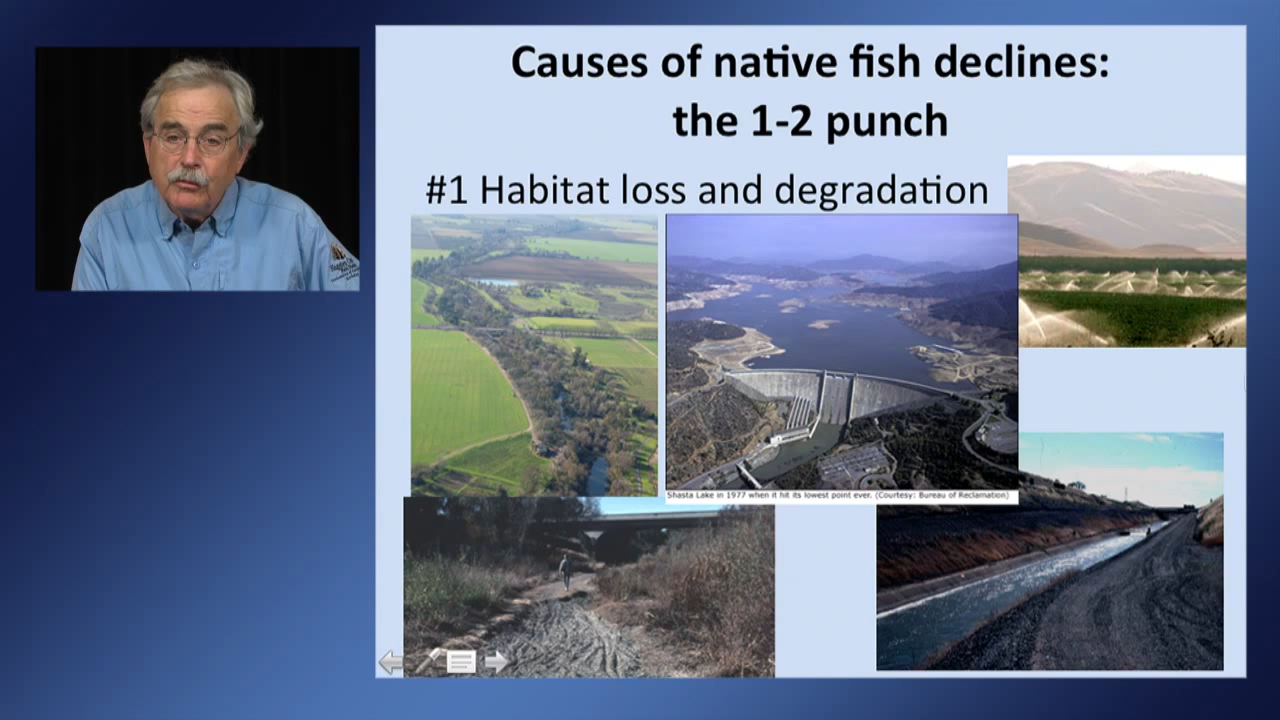 Causes of native fish declines:
the 1-2 punch
#1 Habitat loss and degradation
Shasta Lake in 1977 when it hit its lowest point ever. (Courtesy: Bureau of Reclamation)